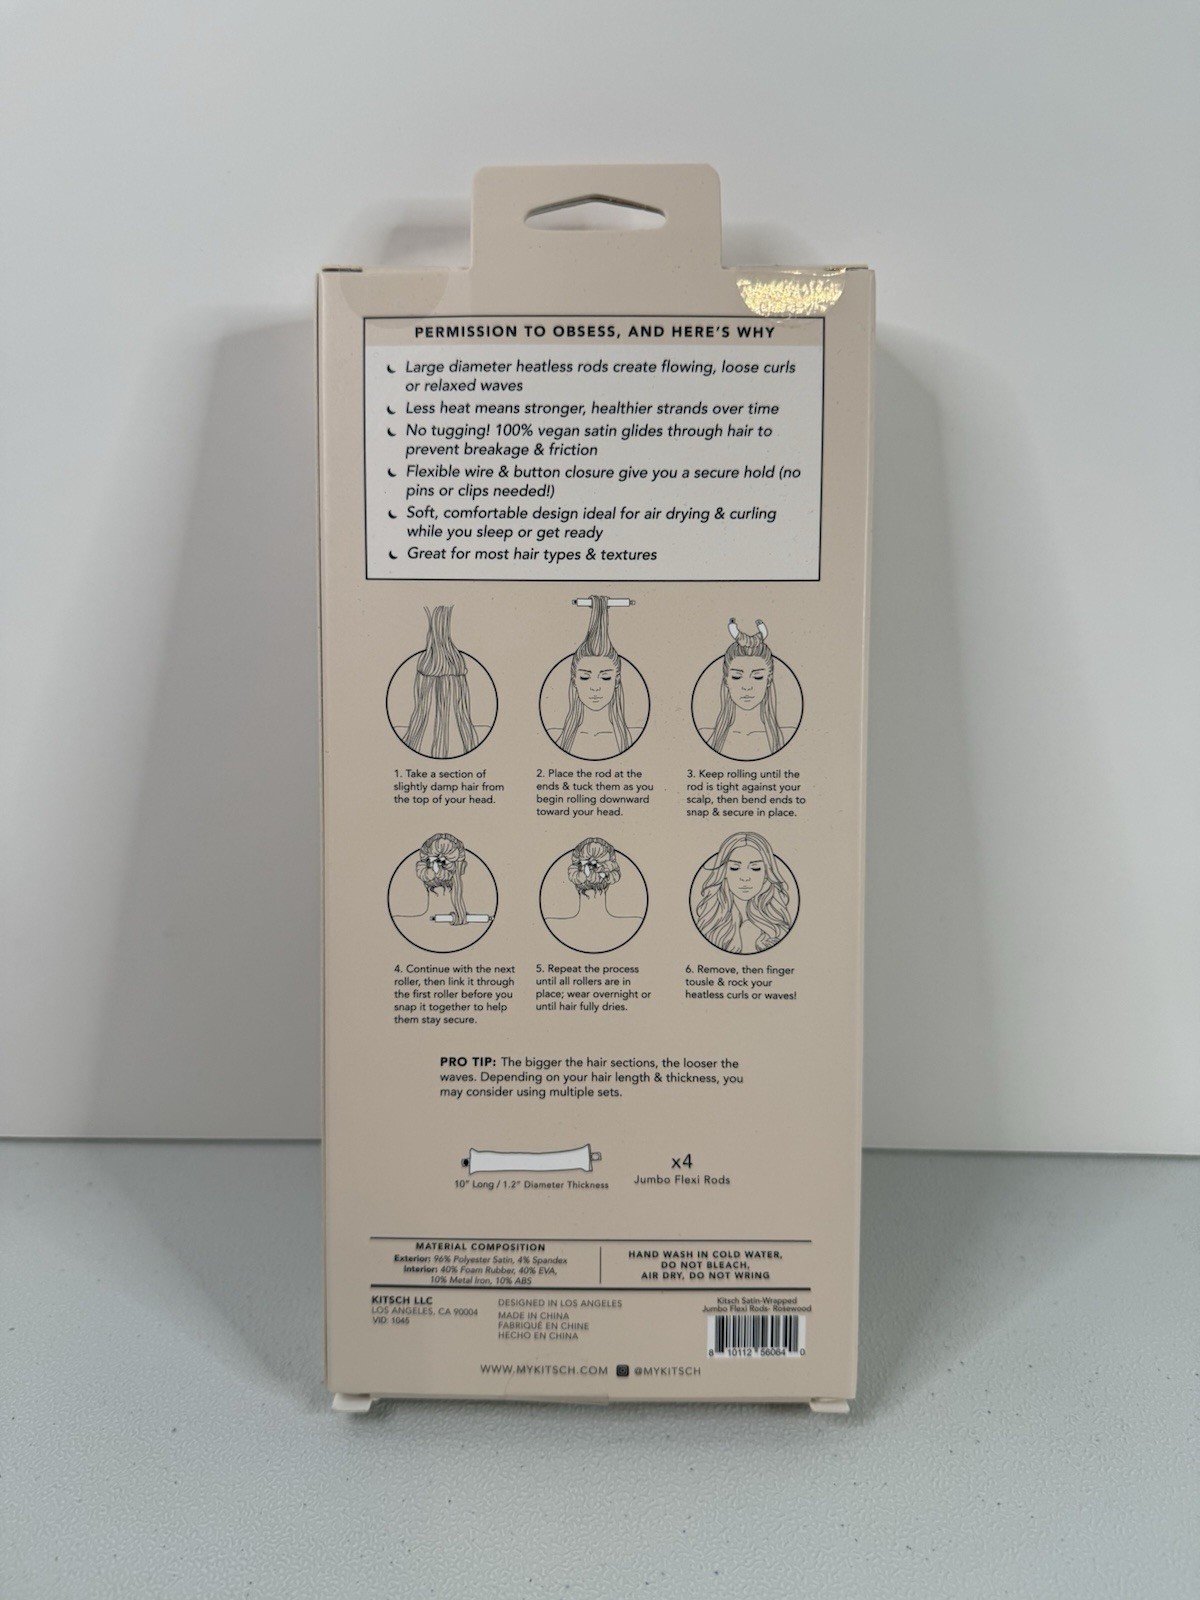 PERMISSION TO OBSESS, AND HERE'S WHY
Large diameter heatless rods create flowing, loose curls
or relaxed waves
Less heat means stronger, healthier strands over time
No tugging! 100% vegan satin glides through hair to
prevent breakage & friction
Flexible wire & button closure give you a secure hold (no
pins or clips needed!)
Soft, comfortable design ideal for air drying & curling
while you sleep or get ready
Great for most hair types & textures
1. Take a section of
slightly damp hair from
the top of your head.
2. Place the rod at the
ends & tuck them as you
begin rolling downward
toward your head.
3. Keep rolling until the
rod is tight against your
scalp, then bend ends to
snap & secure in place.
4. Continue with the next
roller, then link it through
the first roller before you
snap it together to help
them stay secure.
5. Repeat the process
until all rollers are in
place; wear overnight or
until hair fully dries.
6. Remove, then finger
tousle & rock your
heatless curls or waves!
PRO TIP: The bigger the hair sections, the looser the
waves. Depending on your hair length & thickness, you
may consider using multiple sets.
10" Long / 1.2" Diameter Thickness
x4
Jumbo Flexi Rods
MATERIAL COMPOSITION
Exterior: 96% Polyester Satin, 4% Spandex
Interior: 40% Foam Rubber, 40% EVA,
10% Metal Iron, 10% ABS
HAND WASH IN COLD WATER,
DO NOT BLEACH,
AIR DRY, DO NOT WRING
KITSCH LLC
LOS ANGELES, CA 90004
VID: 1045
DESIGNED IN LOS ANGELES
MADE IN CHINA
FABRIQUÉ EN CHINE
HECHO EN CHINA
Kitsch Satin-Wrapped
Jumbo Flexi Rods- Rosewood
8 10112 56064 0
WWW.MYKITSCH.COM @MYKITSCH